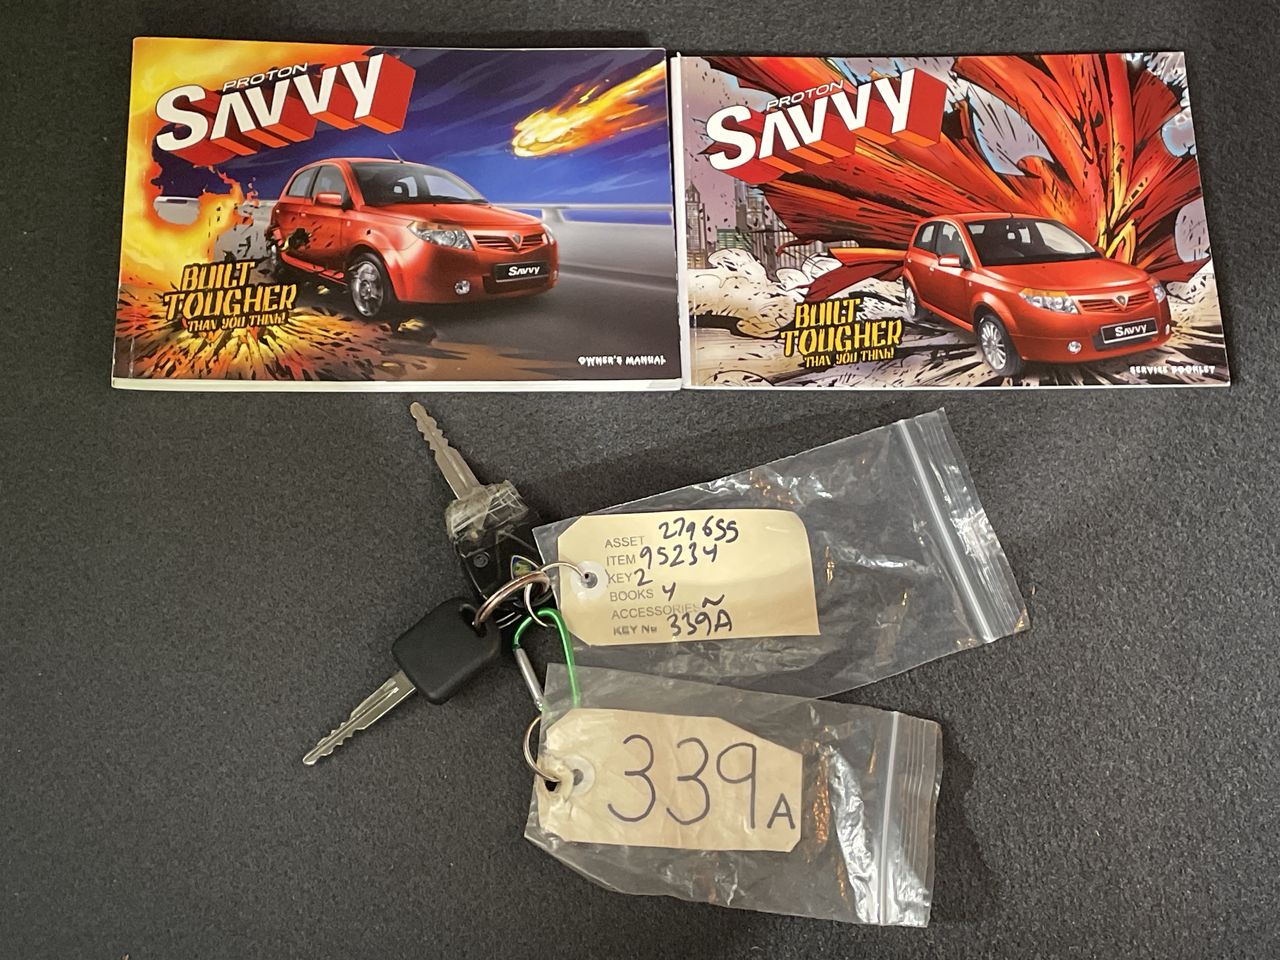 PROTON
SAVVY
SAVVY
BUILT
TOUGHER
THAN YOU THINK!
OWNER'S MANUAL
PROTON
SAVVY
SAVVY
BUILT
TOUGHER
THAN YOU THINK!
SERVICE BOOKLET
ASSET 279655
ITEM 95234
KEY 2
BOOKS 4
ACCESSORIES ~
KEY No 339A
339A